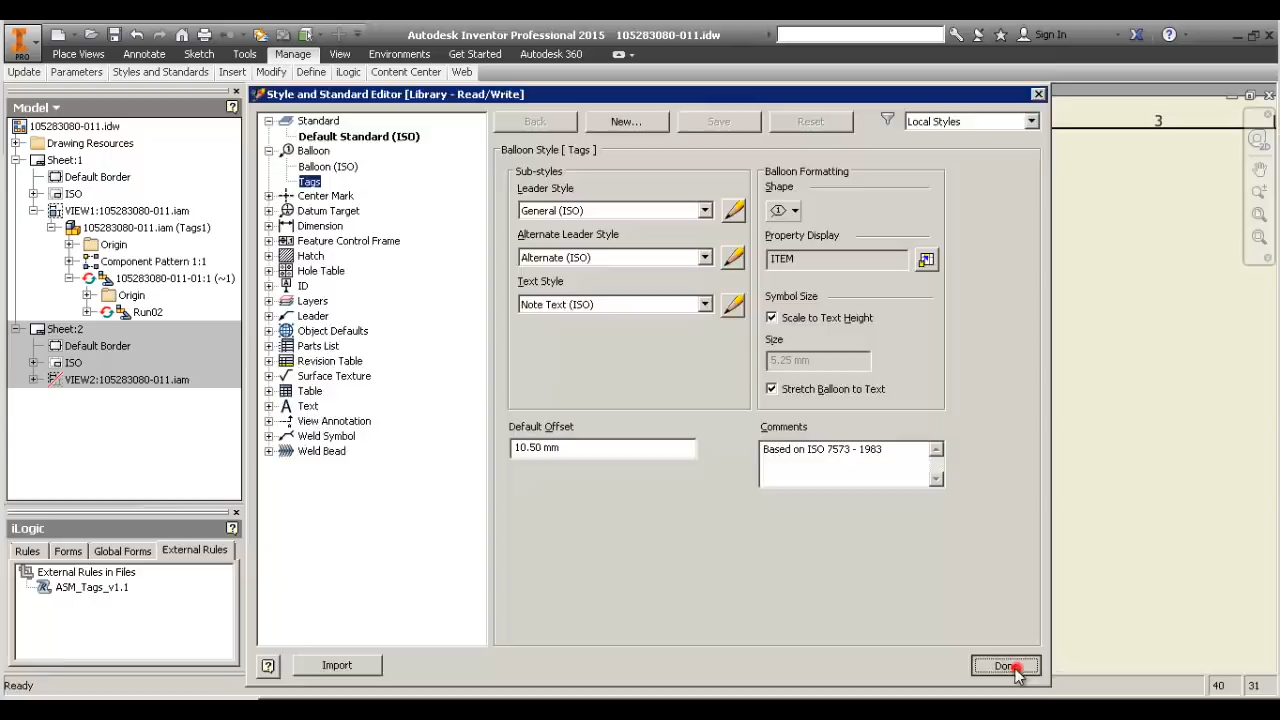 Autodesk Inventor Professional 2015 105283080-011.idw
Sign In
PRO
Place Views Annotate Sketch Tools Manage View Environments Get Started Autodesk 360
Update Parameters Styles and Standards Insert Modify Define iLogic Content Center Web
Model
105283080-011.idw
Drawing Resources
Sheet:1
Default Border
ISO
VIEW1:105283080-011.iam
105283080-011.iam (Tags1)
Origin
Component Pattern 1:1
105283080-011-01:1 (~1)
Origin
Run02
Sheet:2
Default Border
ISO
VIEW2:105283080-011.iam
iLogic
Rules Forms Global Forms External Rules
External Rules in Files
ASM_Tags_v1.1
Ready
Style and Standard Editor [Library - Read/Write]
Standard
Default Standard (ISO)
Balloon
Balloon (ISO)
Tags
Center Mark
Datum Target
Dimension
Feature Control Frame
Hatch
Hole Table
ID
Layers
Leader
Object Defaults
Parts List
Revision Table
Surface Texture
Table
Text
View Annotation
Weld Symbol
Weld Bead
Import
Back New... Save Reset Local Styles
Balloon Style [ Tags ]
Sub-styles
Leader Style
General (ISO)
Alternate Leader Style
Alternate (ISO)
Text Style
Note Text (ISO)
Balloon Formatting
Shape
Property Display
ITEM
Symbol Size
Scale to Text Height
Size
5.25 mm
Stretch Balloon to Text
Default Offset
10.50 mm
Comments
Based on ISO 7573 - 1983
3
40 31